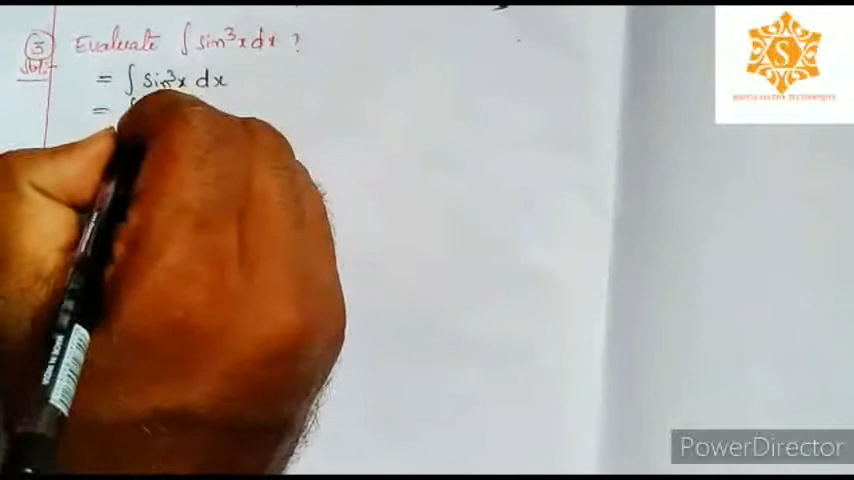 3 Evaluate ∫ sin³x dx ?
Sol:-
= ∫ sin³x dx
= ∫
S
PowerDirector